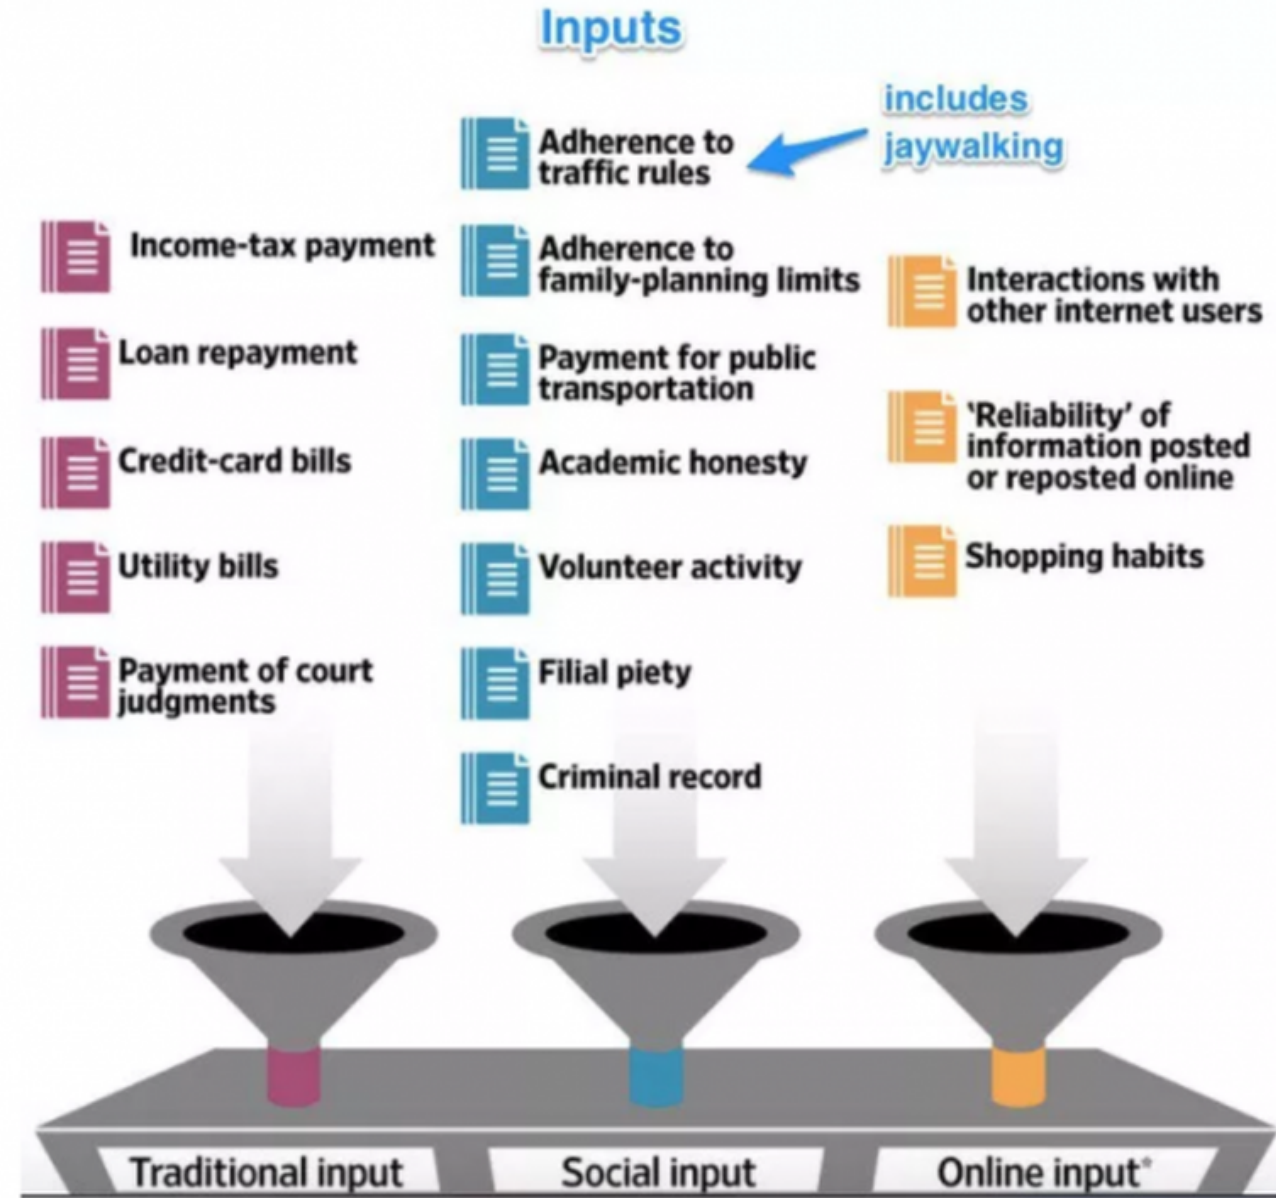 Inputs
includes
jaywalking
Income-tax payment
Loan repayment
Credit-card bills
Utility bills
Payment of court
judgments
Adherence to
traffic rules
Adherence to
family-planning limits
Payment for public
transportation
Academic honesty
Volunteer activity
Filial piety
Criminal record
Interactions with
other internet users
‘Reliability’ of
information posted
or reposted online
Shopping habits
Traditional input
Social input
Online input*